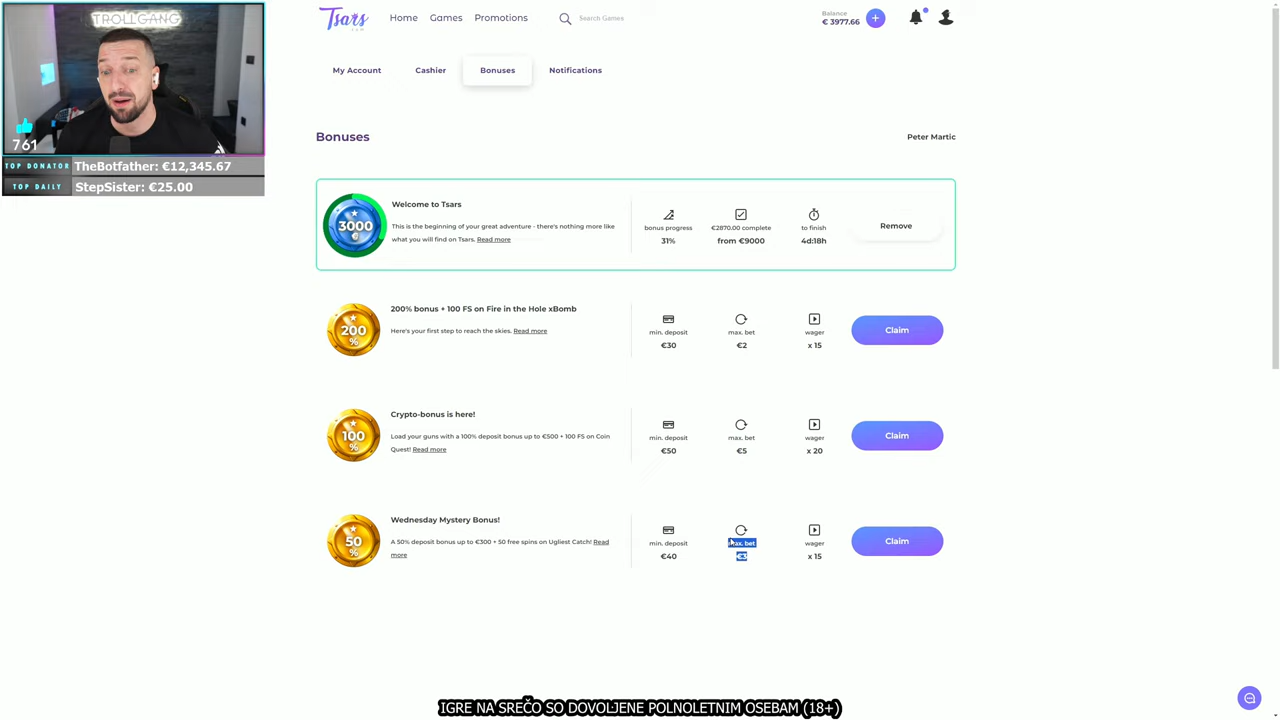 TROLLGANG
761
TOP DONATOR TheBotfather: €12,345.67
TOP DAILY StepSister: €25.00
Tsars
.com
Home Games Promotions Search Games
Balance
€ 3977.66
My Account Cashier Bonuses Notifications
Bonuses
Peter Martic
3000
€
Welcome to Tsars
This is the beginning of your great adventure - there's nothing more like
what you will find on Tsars. Read more
bonus progress
31%
€2870.00 complete
from €9000
to finish
4d:18h
Remove
200
%
200% bonus + 100 FS on Fire in the Hole xBomb
Here's your first step to reach the skies. Read more
min. deposit
€30
max. bet
€2
wager
x 15
Claim
100
%
Crypto-bonus is here!
Load your guns with a 100% deposit bonus up to €500 + 100 FS on Coin
Quest! Read more
min. deposit
€50
max. bet
€5
wager
x 20
Claim
50
%
Wednesday Mystery Bonus!
A 50% deposit bonus up to €300 + 50 free spins on Ugliest Catch! Read
more
min. deposit
€40
max. bet
wager
x 15
Claim
IGRE NA SREČO SO DOVOLJENE POLNOLETNIM OSEBAM (18+)